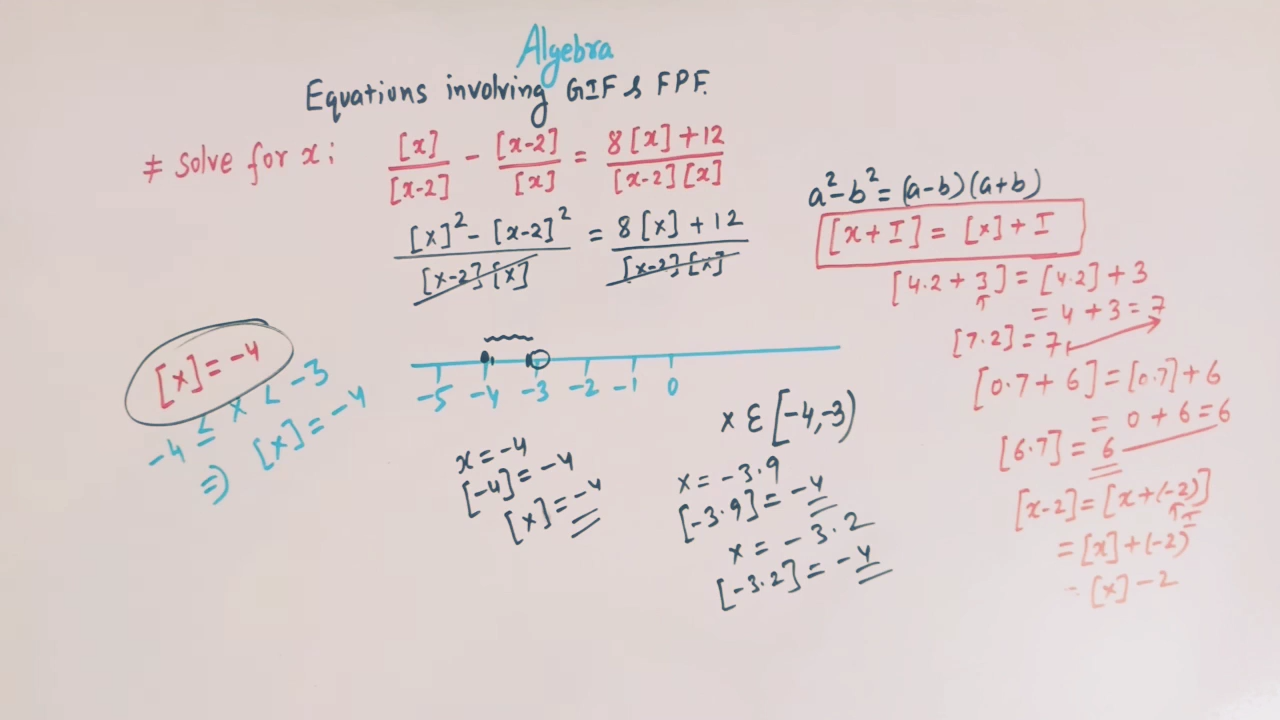 Algebra
Equations involving GIF & FPF.
# solve for x: [x]/[x-2] - [x-2]/[x] = 8[x]+12/[x-2][x]
[x]² - [x-2]²/[x-2][x] = 8[x]+12/[x-2][x]
[x] = -4
-4 ≤ x < -3
⇒ [x] = -4
-5 -4 -3 -2 -1 0
x ∈ [-4,-3)
x = -4
[-4] = -4
[x] = -4
x = -3.9
[-3.9] = -4
x = -3.2
[-3.2] = -4
a²-b² = (a-b)(a+b)
[x+I] = [x]+I
[4.2+3] = [4.2]+3
= 4+3 = 7
[7.2] = 7
[0.7+6] = [0.7]+6
= 0+6 = 6
[6.7] = 6
[x-2] = [x+(-2)]
I
= [x]+(-2)
= [x]-2